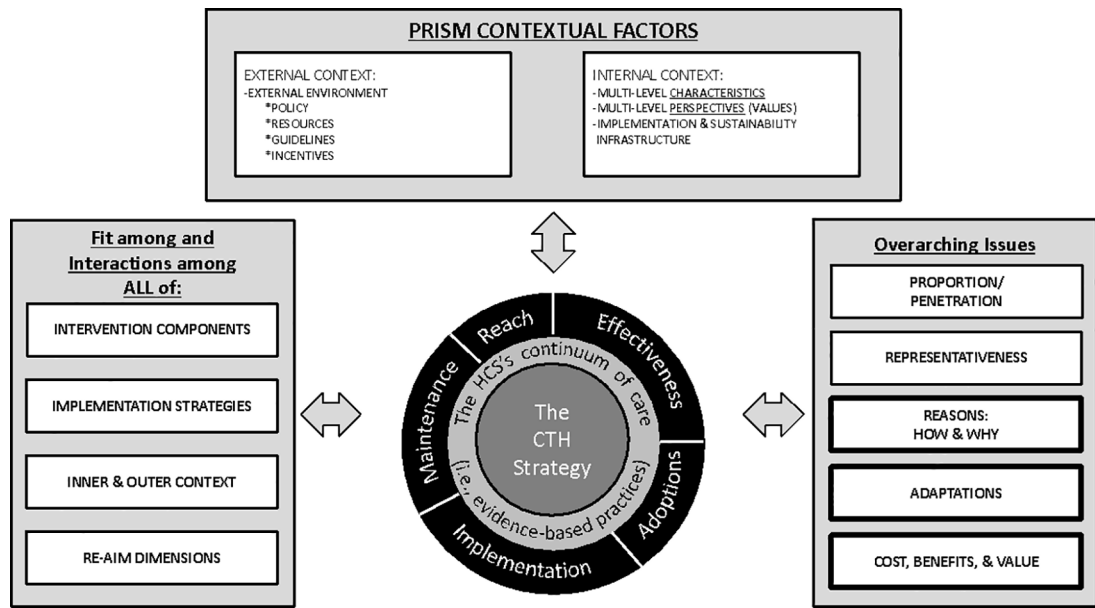 PRISM CONTEXTUAL FACTORS
EXTERNAL CONTEXT:
-EXTERNAL ENVIRONMENT
*POLICY
*RESOURCES
*GUIDELINES
*INCENTIVES
INTERNAL CONTEXT:
-MULTI-LEVEL CHARACTERISTICS
-MULTI-LEVEL PERSPECTIVES (VALUES)
-IMPLEMENTATION & SUSTAINABILITY
INFRASTRUCTURE
Fit among and
Interactions among
ALL of:
INTERVENTION COMPONENTS
IMPLEMENTATION STRATEGIES
INNER & OUTER CONTEXT
RE-AIM DIMENSIONS
Reach
Effectiveness
Adoptions
Implementation
Maintenance
The HCS's continuum of care
(i.e., evidence-based practices)
The
CTH
Strategy
Overarching Issues
PROPORTION/
PENETRATION
REPRESENTATIVENESS
REASONS:
HOW & WHY
ADAPTATIONS
COST, BENEFITS, & VALUE